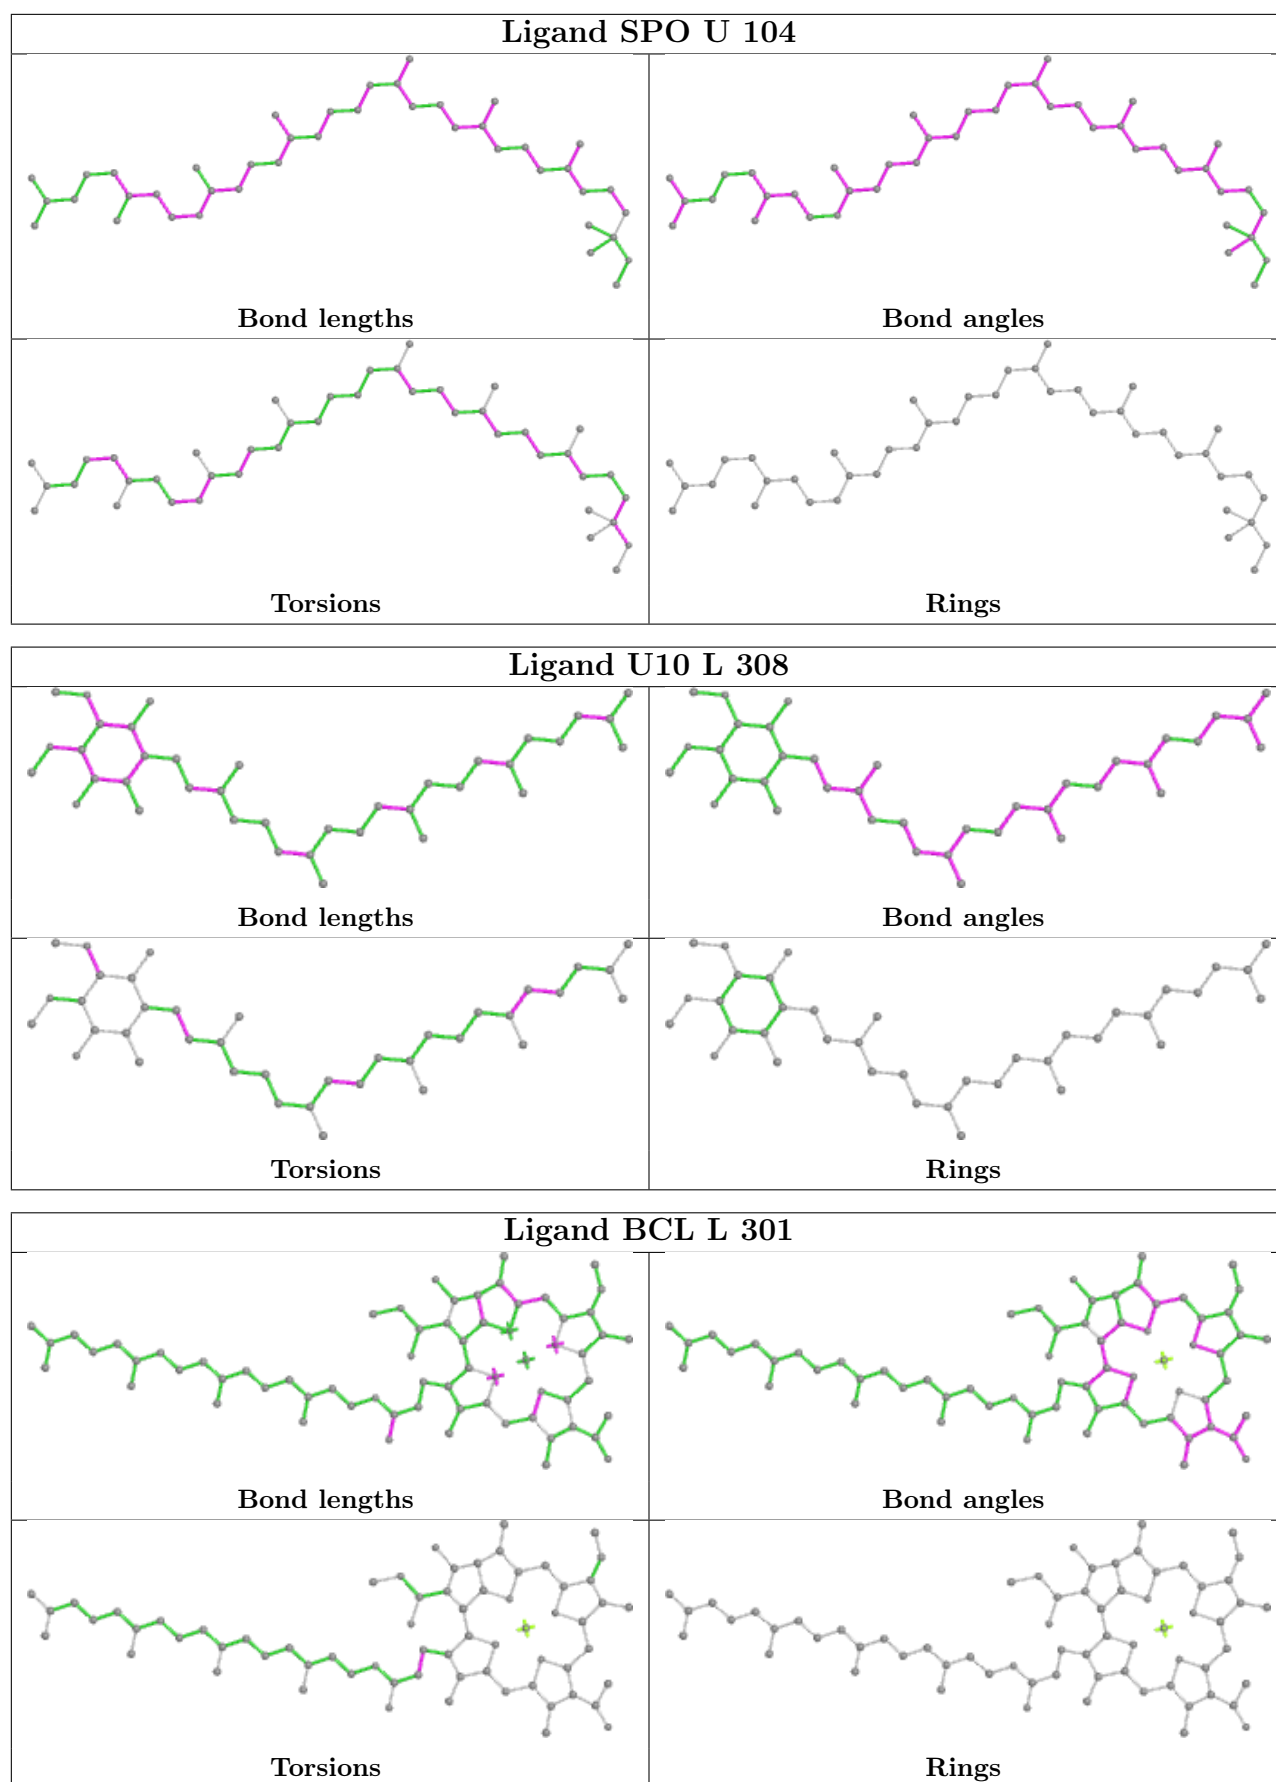 Ligand SPO U 104
Bond lengths
Bond angles
Torsions
Rings
Ligand U10 L 308
Bond lengths
Bond angles
Torsions
Rings
Ligand BCL L 301
Bond lengths
Bond angles
Torsions
Rings